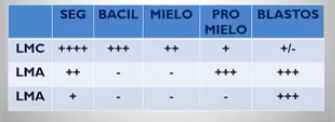 SEG BACIL MIELO PRO MIELO BLASTOS
LMC ++++ +++ ++ + +/-
LMA ++ - - +++ +++
LMA + - - - +++